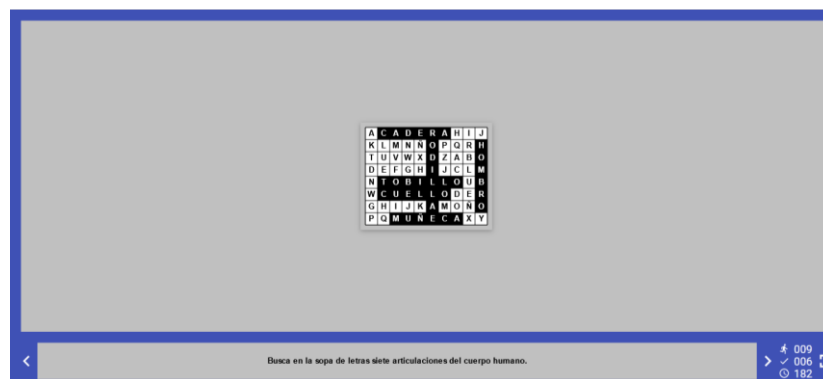 A C A D E R A H I J
K L M N Ñ O P Q R H
T U V W X D Z A B O
D E F G H I J C L M
N T O B I L L O U B
W C U E L L O D E R
G H I J K A M O Ñ O
P Q M U Ñ E C A X Y
Busca en la sopa de letras siete articulaciones del cuerpo humano.
009
006
182